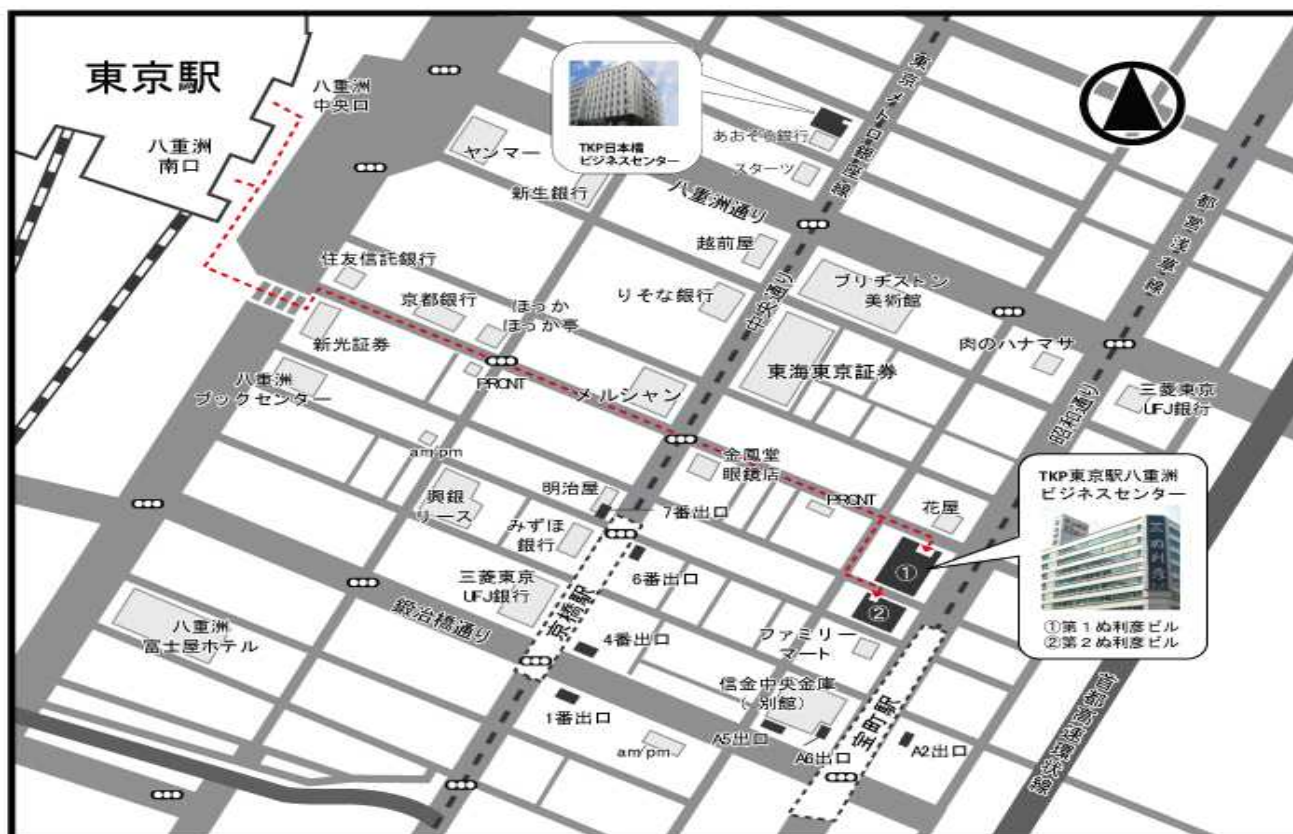 東京駅
八重洲
中央口
八重洲
南口
TKP日本橋
ビジネスセンター
東京メトロ銀座線
あおぞら銀行
スターツ
ヤンマー
新生銀行
八重洲通り
都営浅草線
越前屋
住友信託銀行
京都銀行
ほっか
ほっか亭
りそな銀行
中央通り
ブリヂストン
美術館
新光証券
肉のハナマサ
八重洲
ブックセンター
PRONT
メルシャン
東海東京証券
昭和通り
三菱東京
UFJ銀行
am/pm
金鳳堂
眼鏡店
TKP東京駅八重洲
ビジネスセンター
興銀
リース
明治屋
7番出口
PRONT
花屋
みずほ
銀行
①
6番出口
三菱東京
UFJ銀行
②
①第1ぬ利彦ビル
②第2ぬ利彦ビル
鍛冶橋通り
京橋駅
八重洲
冨士屋ホテル
4番出口
ファミリー
マート
信金中央金庫
(別館)
宝町駅
首都高速環状線
1番出口
A5出口
A6出口
A2出口
am/pm